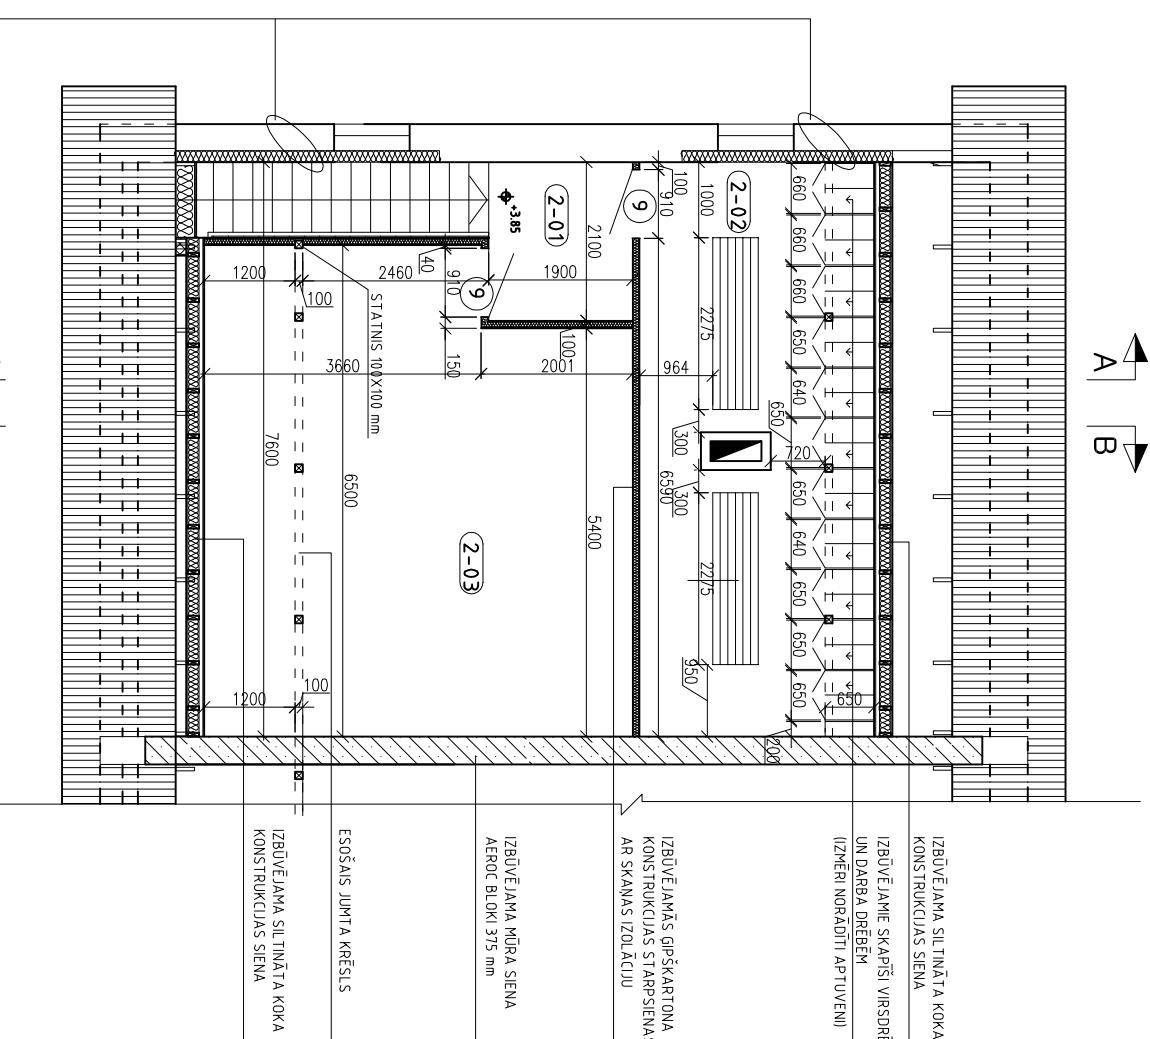 A
B
2-01
2-02
2-03
9
9
+3.85
660
660
660
650
640
650
650
640
650
650
650
200
650
720
100
910
1000
2275
300
300
2275
950
964
6590
2100
5400
100
1900
2001
2460
3660
40
910
150
1200
100
1200
100
7600
6500
STATNIS 100X100 mm
IZBŪVĒJAMA SILTINĀTA KOKA
KONSTRUKCIJAS SIENA
IZBŪVĒJAMIE SKAPĪŠI
UN DARBA DRĒBĒM
(IZMĒRI NORĀDĪTI APTUVENI)
IZBŪVĒJAMĀS ĢIPŠKARTONA
KONSTRUKCIJAS STARPSIENAS
AR SKAŅAS IZOLĀCIJU
IZBŪVĒJAMA MŪRA SIENA
AEROC BLOKI 375 mm
ESOŠAIS JUMTA KRĒSLS
IZBŪVĒJAMA SILTINĀTA KOKA
KONSTRUKCIJAS SIENA